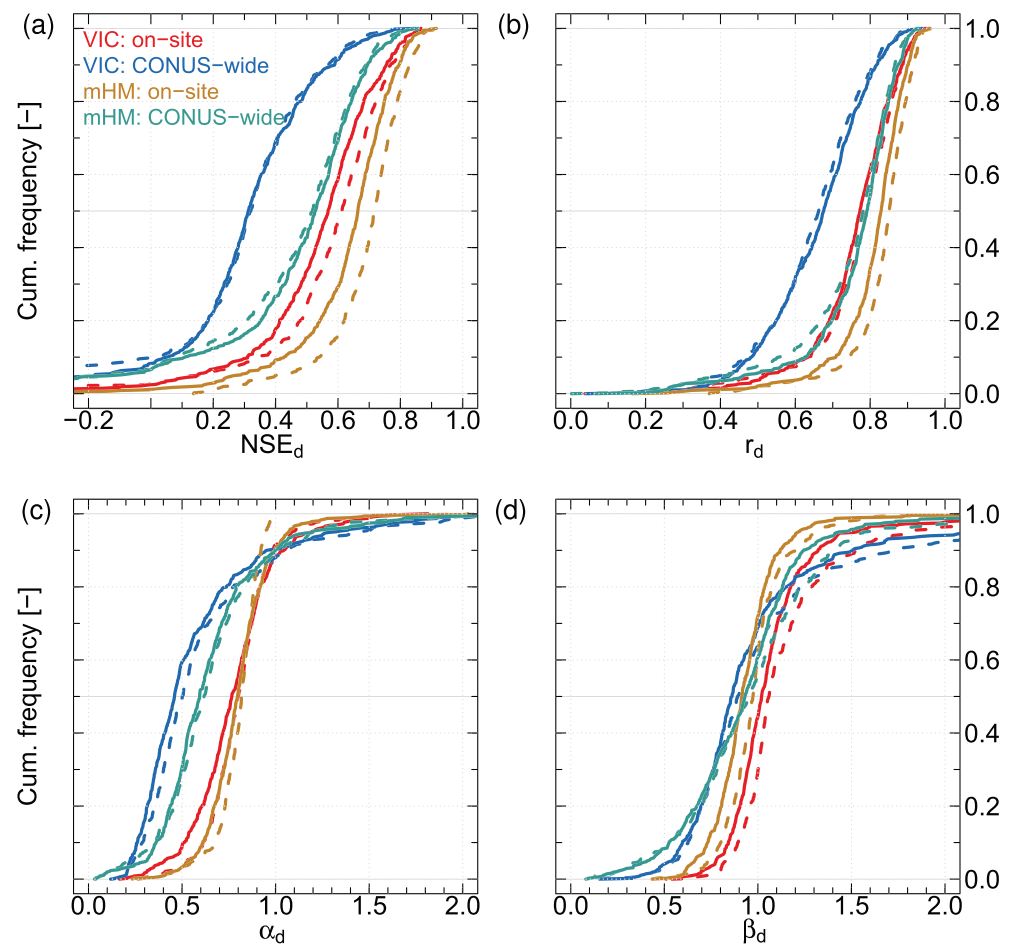 (a)
VIC: on−site
VIC: CONUS−wide
mHM: on−site
mHM: CONUS−wide
Cum. frequency [−]
−0.2 0.2 0.4 0.6 0.8 1.0
NSEd
(b)
1.0
0.8
0.6
0.4
0.2
0.0
0.0 0.2 0.4 0.6 0.8 1.0
rd
(c)
Cum. frequency [−]
0.0 0.5 1.0 1.5 2.0
αd
(d)
1.0
0.8
0.6
0.4
0.2
0.0
0.0 0.5 1.0 1.5 2.0
βd